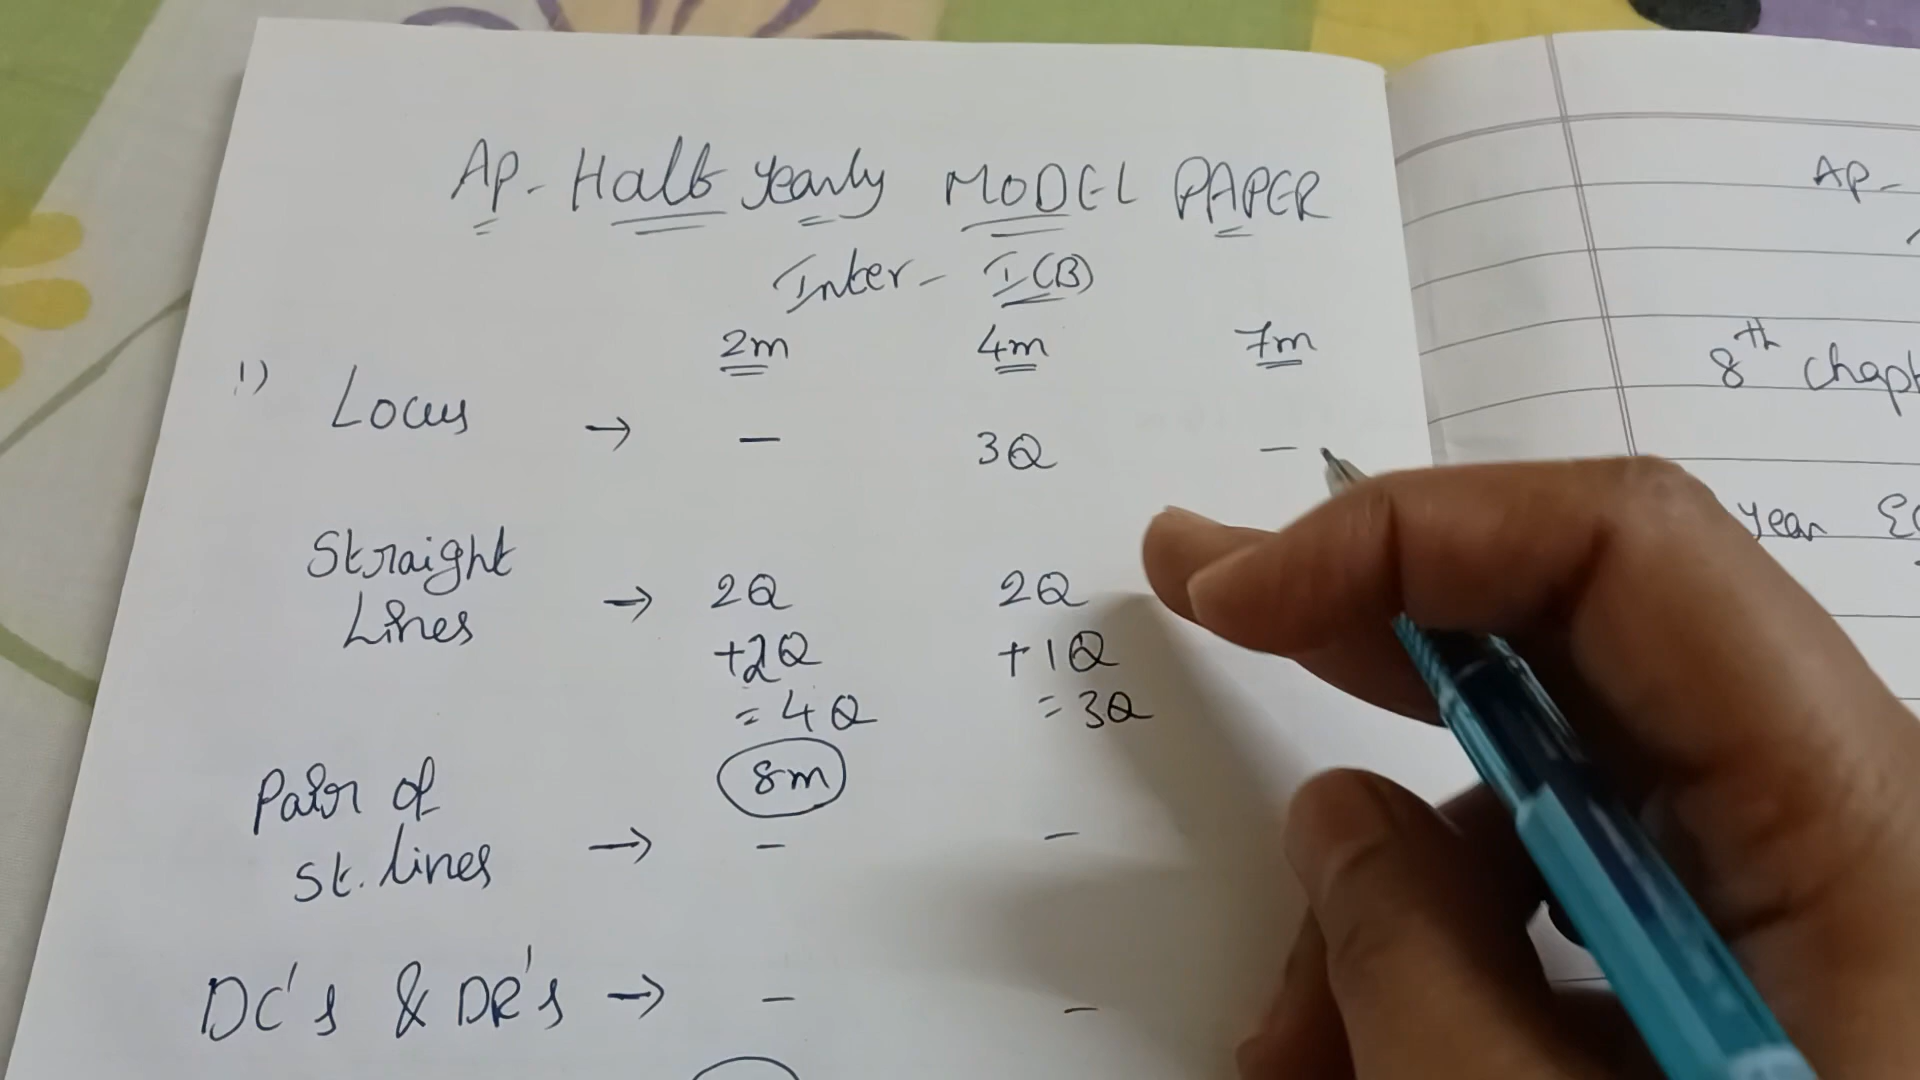 AP- Half yearly MODEL PAPER
Inter - I(B)
2m 4m 7m
1) Locus → - 3Q -
Straight Lines → 2Q 2Q
+2Q +1Q
= 4Q = 3Q
8m
Pair of St. lines → - -
DC's & DR's → - -
AP-
8th chapt
year